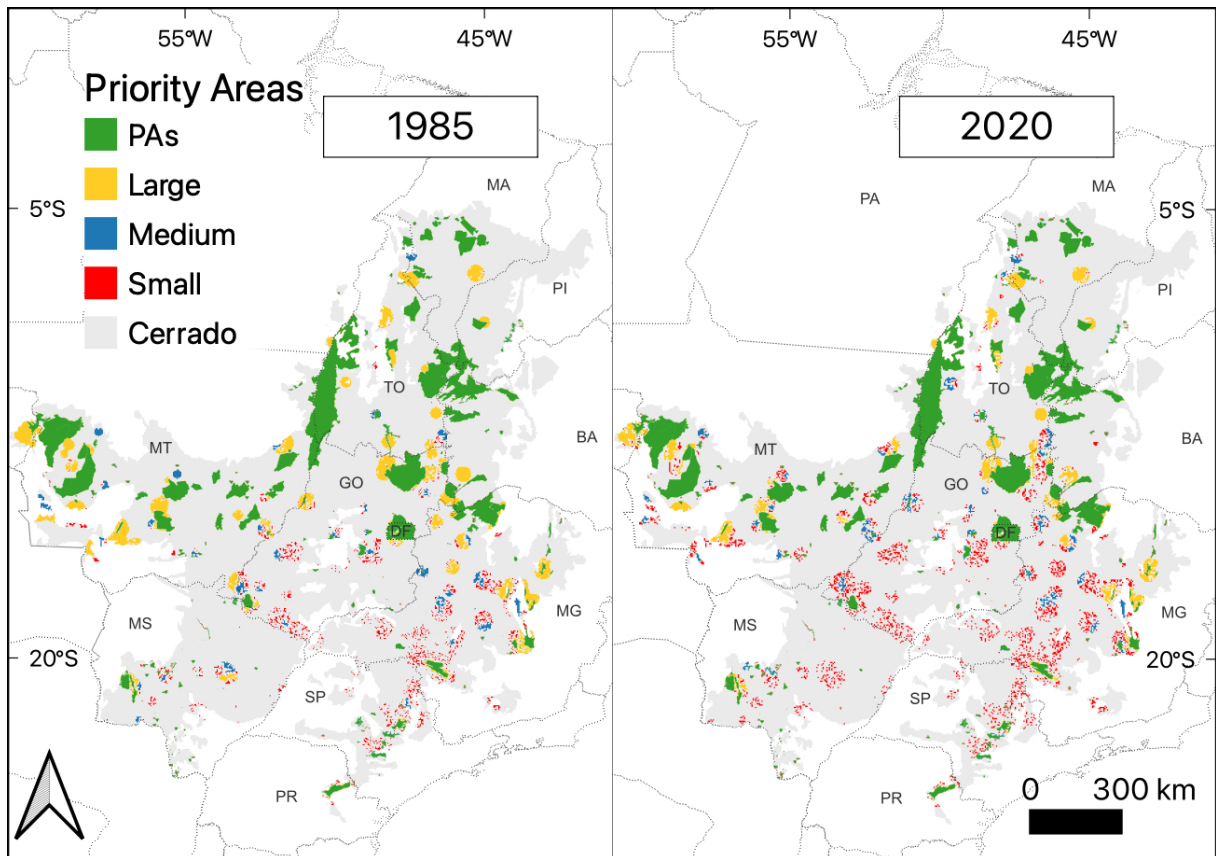 55°W
45°W
Priority Areas
PAs
Large
Medium
Small
Cerrado
1985
5°S
20°S
MA
PI
TO
BA
MT
GO
DF
MG
MS
SP
PR
55°W
45°W
2020
PA
MA
5°S
PI
TO
BA
MT
GO
DF
MG
MS
20°S
SP
PR
0 300 km